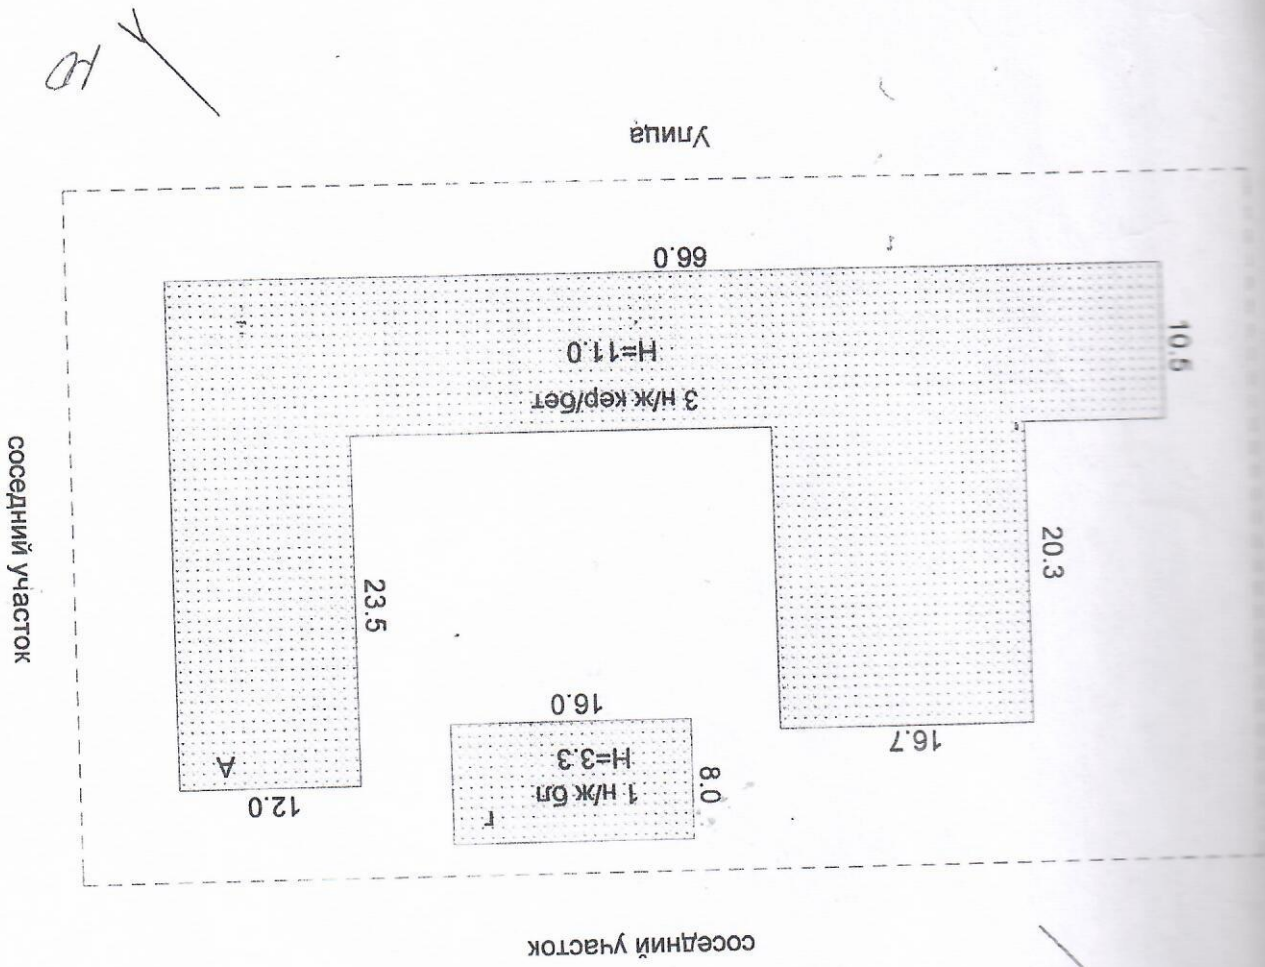 соседний участок
12.0
А
Г
1 н/ж бл
H=3.3
8.0
16.0
16.7
23.5
20.3
соседний участок
3 н/ж кер/бет
H=11.0
10.5
66.0
Улица